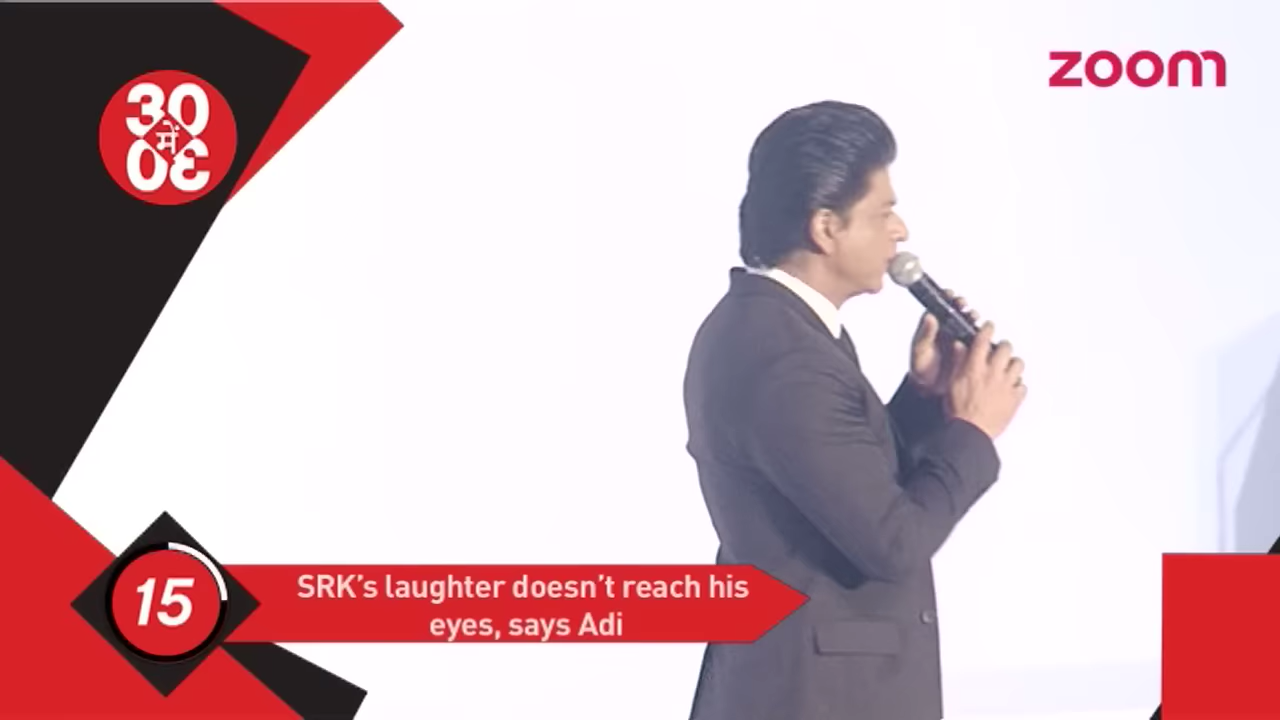 zoom
30
में
30
15
SRK's laughter doesn't reach his
eyes, says Adi